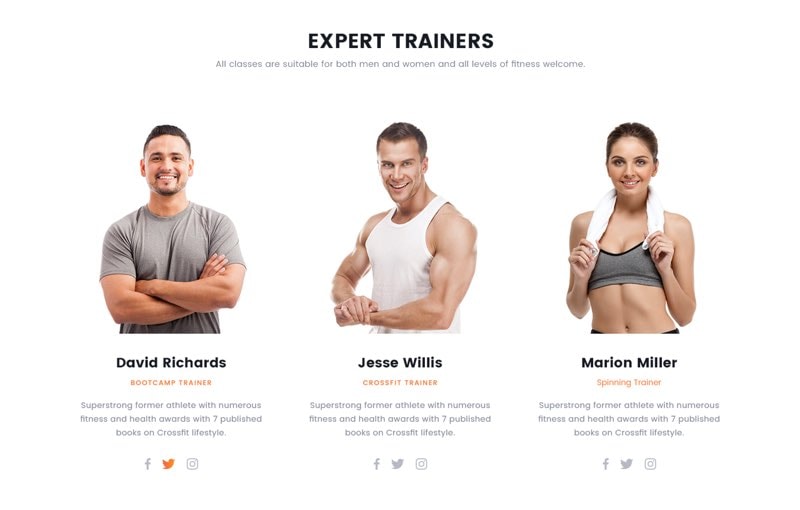 EXPERT TRAINERS
All classes are suitable for both men and women and all levels of fitness welcome.
David Richards
BOOTCAMP TRAINER
Superstrong former athlete with numerous
fitness and health awards with 7 published
books on Crossfit lifestyle.
Jesse Willis
CROSSFIT TRAINER
Superstrong former athlete with numerous
fitness and health awards with 7 published
books on Crossfit lifestyle.
Marion Miller
Spinning Trainer
Superstrong former athlete with numerous
fitness and health awards with 7 published
books on Crossfit lifestyle.